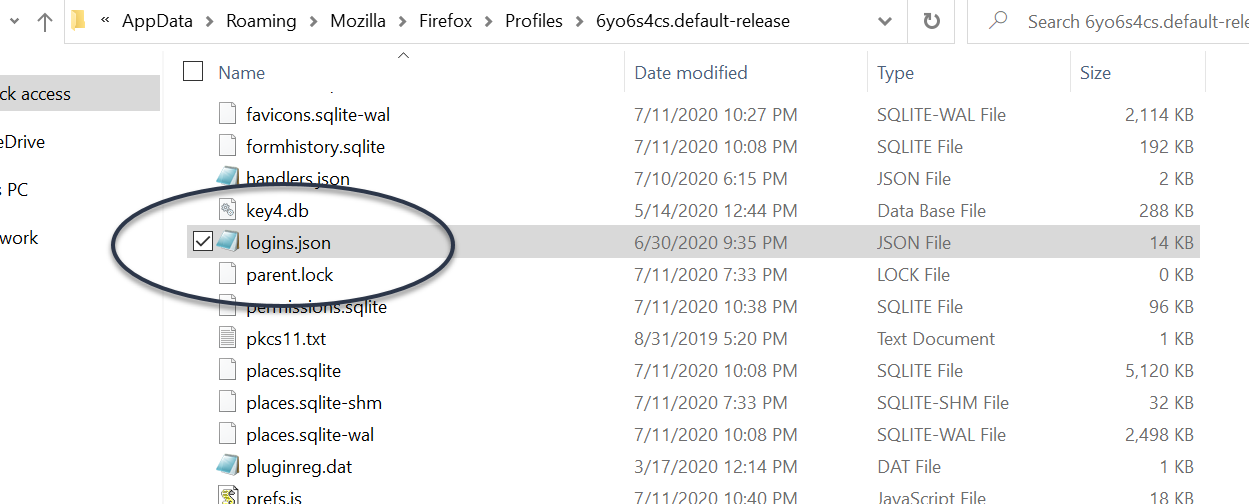 « AppData › Roaming › Mozilla › Firefox › Profiles › 6yo6s4cs.default-release
Search 6yo6s4cs.default-rele
Name Date modified Type Size
ck access
eDrive
s PC
work
favicons.sqlite-wal 7/11/2020 10:27 PM SQLITE-WAL File 2,114 KB
formhistory.sqlite 7/11/2020 10:08 PM SQLITE File 192 KB
handlers.json 7/10/2020 6:15 PM JSON File 2 KB
key4.db 5/14/2020 12:44 PM Data Base File 288 KB
logins.json 6/30/2020 9:35 PM JSON File 14 KB
parent.lock 7/11/2020 7:33 PM LOCK File 0 KB
permissions.sqlite 7/11/2020 10:38 PM SQLITE File 96 KB
pkcs11.txt 8/31/2019 5:20 PM Text Document 1 KB
places.sqlite 7/11/2020 10:08 PM SQLITE File 5,120 KB
places.sqlite-shm 7/11/2020 7:33 PM SQLITE-SHM File 32 KB
places.sqlite-wal 7/11/2020 10:08 PM SQLITE-WAL File 2,498 KB
pluginreg.dat 3/17/2020 12:14 PM DAT File 1 KB
prefs.js 7/11/2020 10:40 PM JavaScript File 18 KB